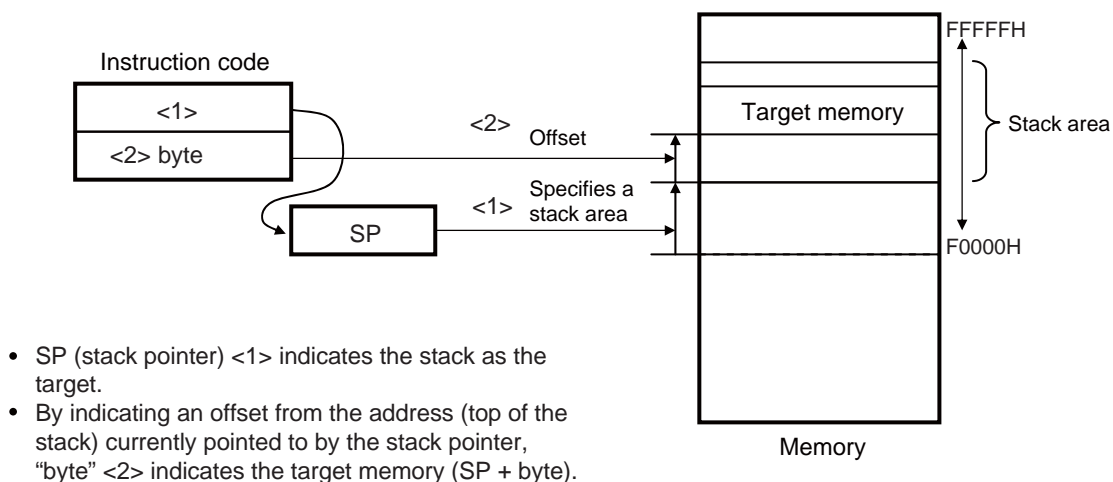 FFFFFH
Instruction code
<1>
Target memory
<2>
Offset
Stack area
<2> byte
Specifies a
stack area
<1>
SP
F0000H
• SP (stack pointer) <1> indicates the stack as the
target.
• By indicating an offset from the address (top of the
stack) currently pointed to by the stack pointer,
“byte” <2> indicates the target memory (SP + byte).
Memory